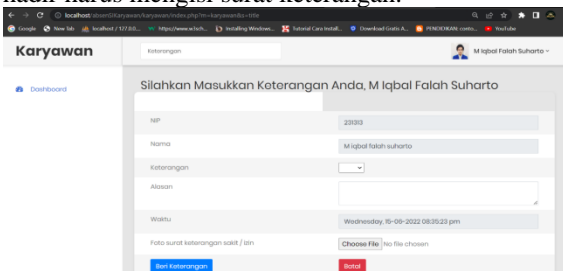 hadir harus mengisi surat keterangan.
localhost/absen12/karyawan/karyawan/index.php?m=karyawan&s=title
Google New Tab localhost / 127.0.0... https://www.w3sch... Installing Windows... Tutorial Cara Install... Download Gratis A... PENDIDIKAN: conto... YouTube
Karyawan Keterangan M Iqbal Falah Suharto
Dashboard
Silahkan Masukkan Keterangan Anda, M Iqbal Falah Suharto
NIP 231313
Nama M iqbal falah suharto
Keterangan
Alasan
Waktu Wednesday, 15-09-2022 08:35:23 pm
Foto surat keterangan sakit / izin Choose File No file chosen
Beri Keterangan Batal